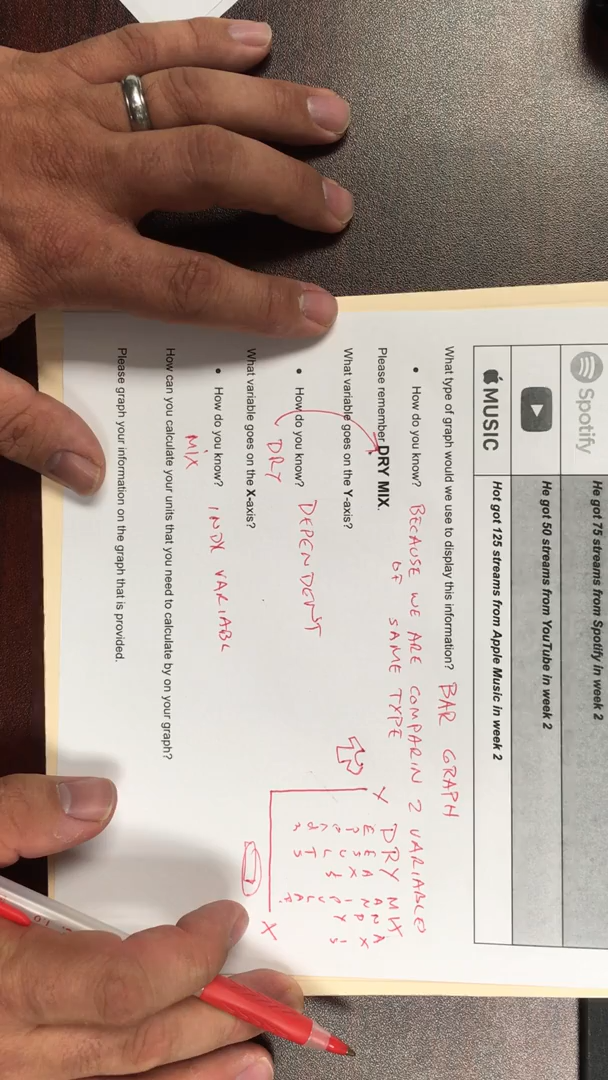 Spotify He got 75 streams from Spotify in week 2
He got 50 streams from YouTube in week 2
MUSIC Hot got 125 streams from Apple Music in week 2
What type of graph would we use to display this information? BAR GRAPH
• How do you know? BECAUSE WE ARE COMPARIN 2 VARIABLE
OF SAME TYPE
Please remember DRY MIX.
What variable goes on the Y-axis?
• How do you know? DEPENDENT
DRY
What variable goes on the X-axis?
• How do you know? INDX VARIABL
MIX
How can you calculate your units that you need to calculate by on your graph?
Please graph your information on the graph that is provided.
Y
DRY MIX
X